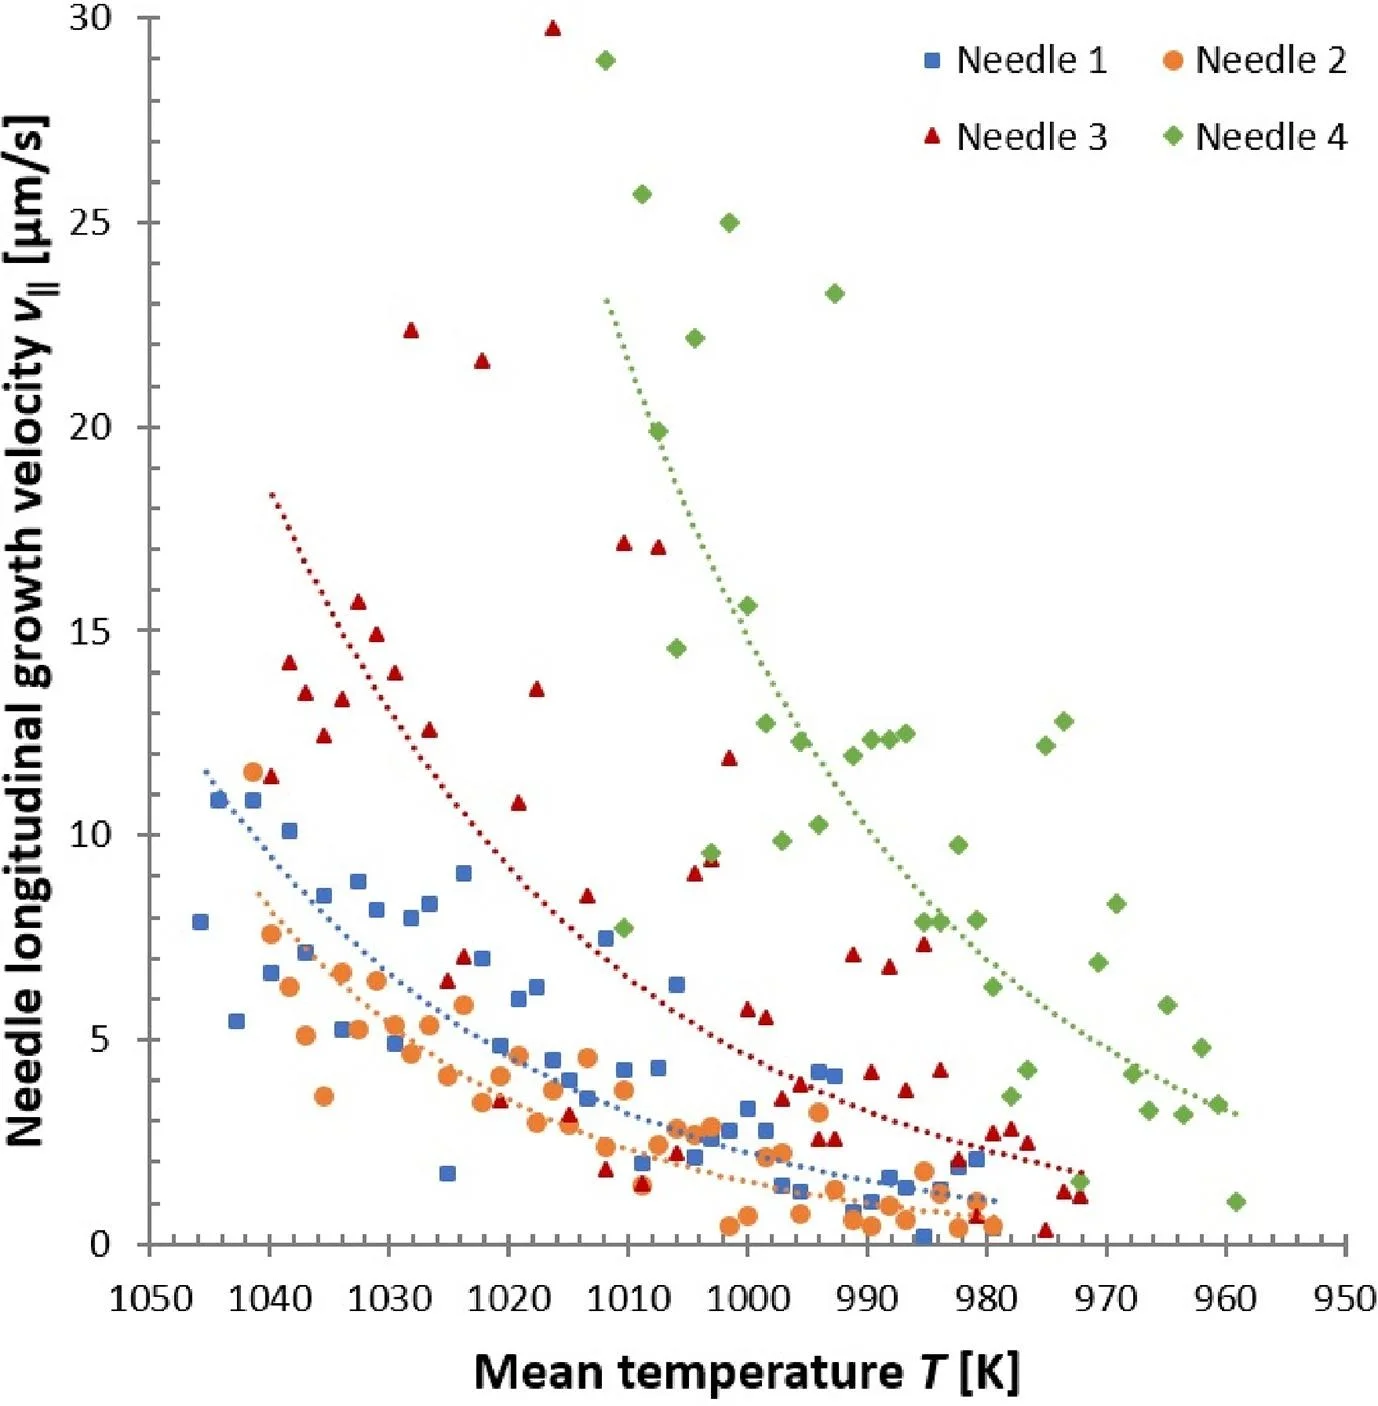 Needle longitudinal growth velocity v|| [µm/s]
30
25
20
15
10
5
0
Needle 1
Needle 2
Needle 3
Needle 4
1050 1040 1030 1020 1010 1000 990 980 970 960 950
Mean temperature T [K]